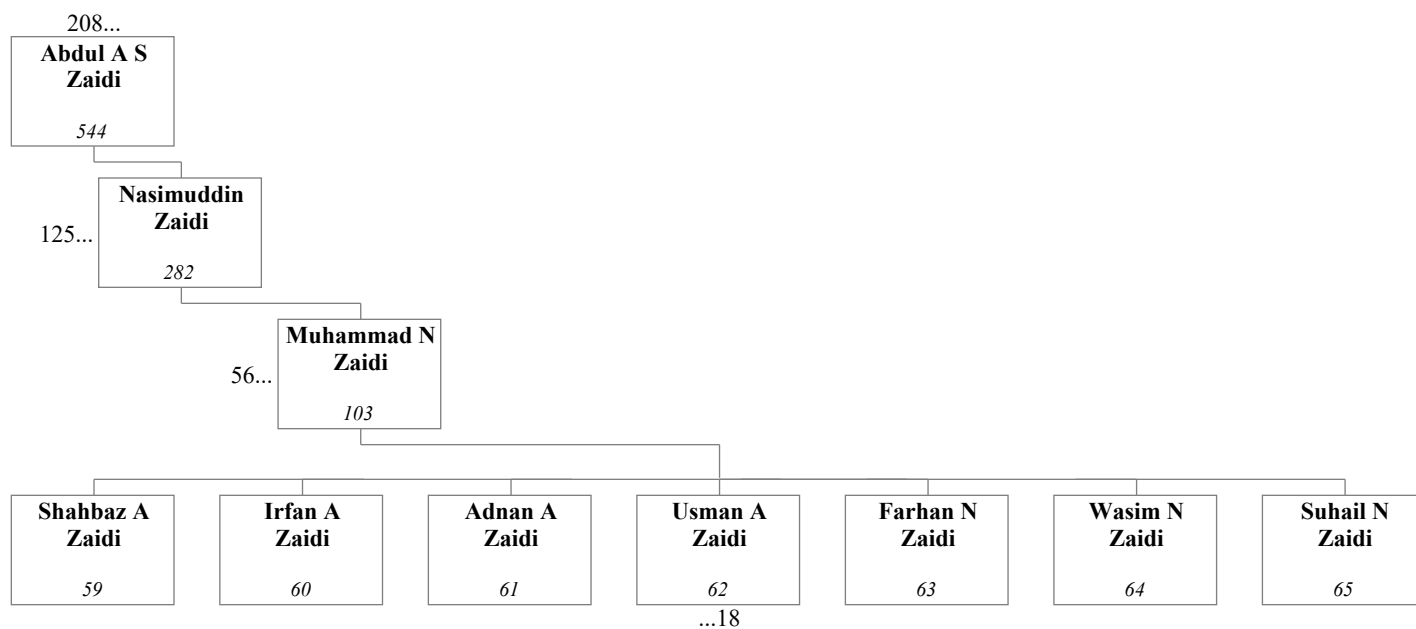 208...
Abdul A S
Zaidi
544
Nasimuddin
Zaidi
125...
282
Muhammad N
Zaidi
56...
103
Shahbaz A
Zaidi
59
Irfan A
Zaidi
60
Adnan A
Zaidi
61
Usman A
Zaidi
62
Farhan N
Zaidi
63
Wasim N
Zaidi
64
Suhail N
Zaidi
65
...18